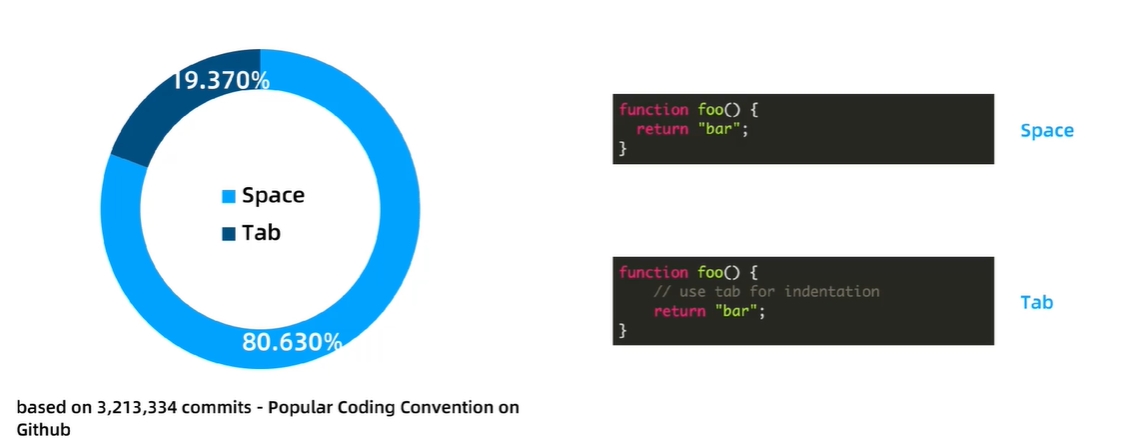 19.370%
Space
Tab
80.630%
based on 3,213,334 commits - Popular Coding Convention on
Github
function foo() {
  return "bar";
}
Space
function foo() {
    // use tab for indentation
    return "bar";
}
Tab